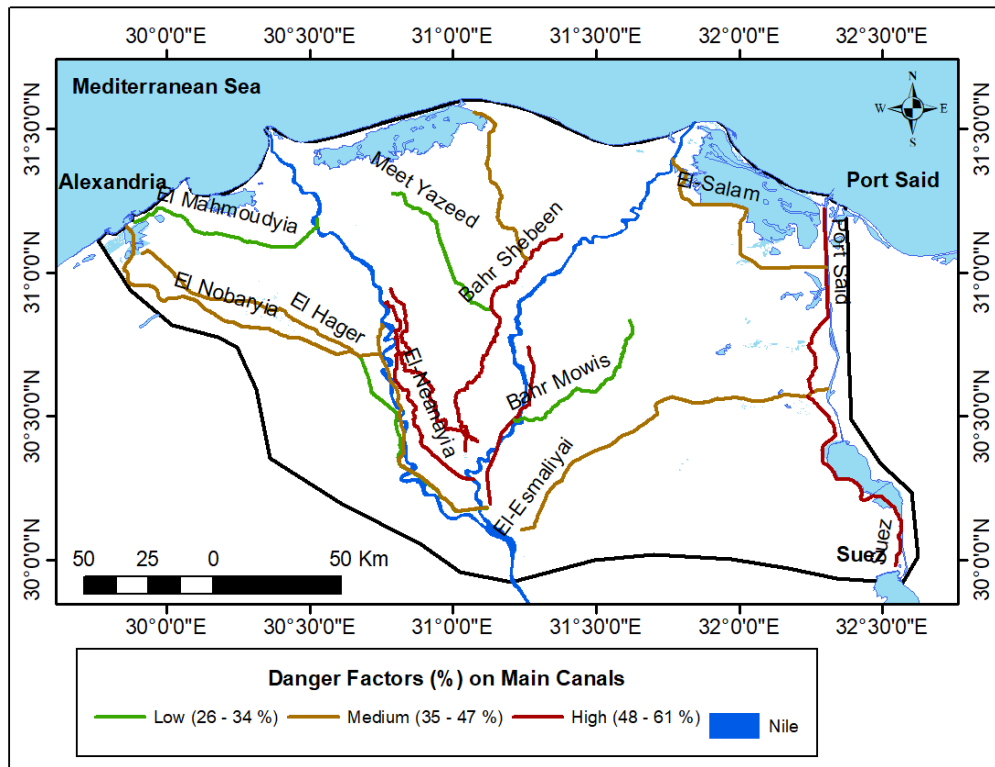 30°0'0"E 30°30'0"E 31°0'0"E 31°30'0"E 32°0'0"E 32°30'0"E
Mediterranean Sea
N
W E
S
31°30'0"N
31°30'0"N
Alexandria
El Mahmoudyia
Meet Yazeed
El-Salam
Port Said
Bahr Shebeen
Port Said
31°0'0"N
31°0'0"N
El Nobaryia
El Hager
El-Neanayia
Bahr Mowis
30°30'0"N
30°30'0"N
El-Esmaliyai
Suez
Suez
50 25 0 50 Km
30°0'0"N
30°0'0"N
30°0'0"E 30°30'0"E 31°0'0"E 31°30'0"E 32°0'0"E 32°30'0"E
Danger Factors (%) on Main Canals
Low (26 - 34 %) Medium (35 - 47 %) High (48 - 61 %) Nile